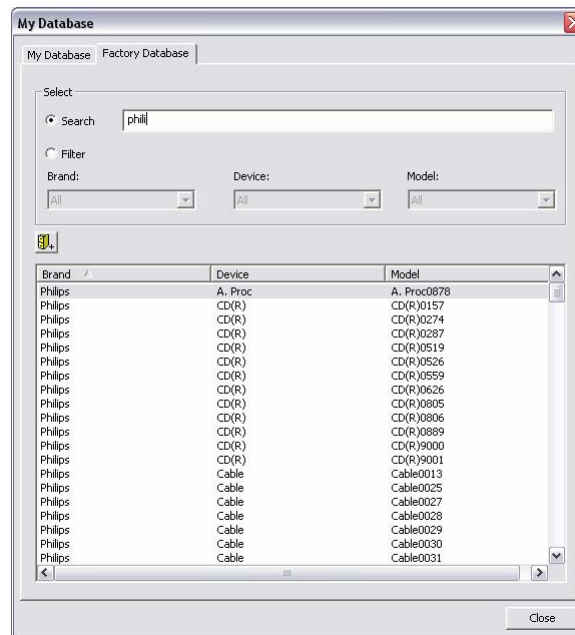 My Database
My Database Factory Database
Select
Search phili
Filter
Brand: Device: Model:
All All All
Brand Device Model
Philips A. Proc A. Proc0878
Philips CD(R) CD(R)0157
Philips CD(R) CD(R)0274
Philips CD(R) CD(R)0287
Philips CD(R) CD(R)0519
Philips CD(R) CD(R)0526
Philips CD(R) CD(R)0559
Philips CD(R) CD(R)0626
Philips CD(R) CD(R)0805
Philips CD(R) CD(R)0806
Philips CD(R) CD(R)0889
Philips CD(R) CD(R)9000
Philips CD(R) CD(R)9001
Philips Cable Cable0013
Philips Cable Cable0025
Philips Cable Cable0027
Philips Cable Cable0028
Philips Cable Cable0029
Philips Cable Cable0030
Philips Cable Cable0031
Close